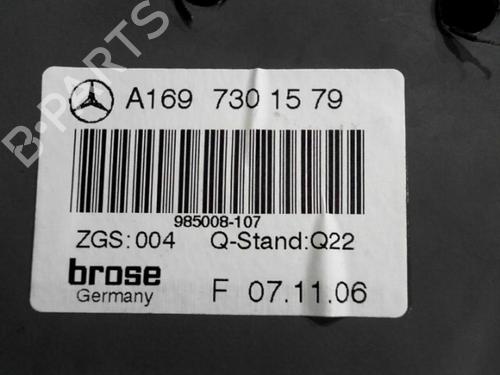 B-PARTS
A169 730 15 79
985008-107
ZGS:004 Q-Stand:Q22
brose
Germany
F 07.11.06